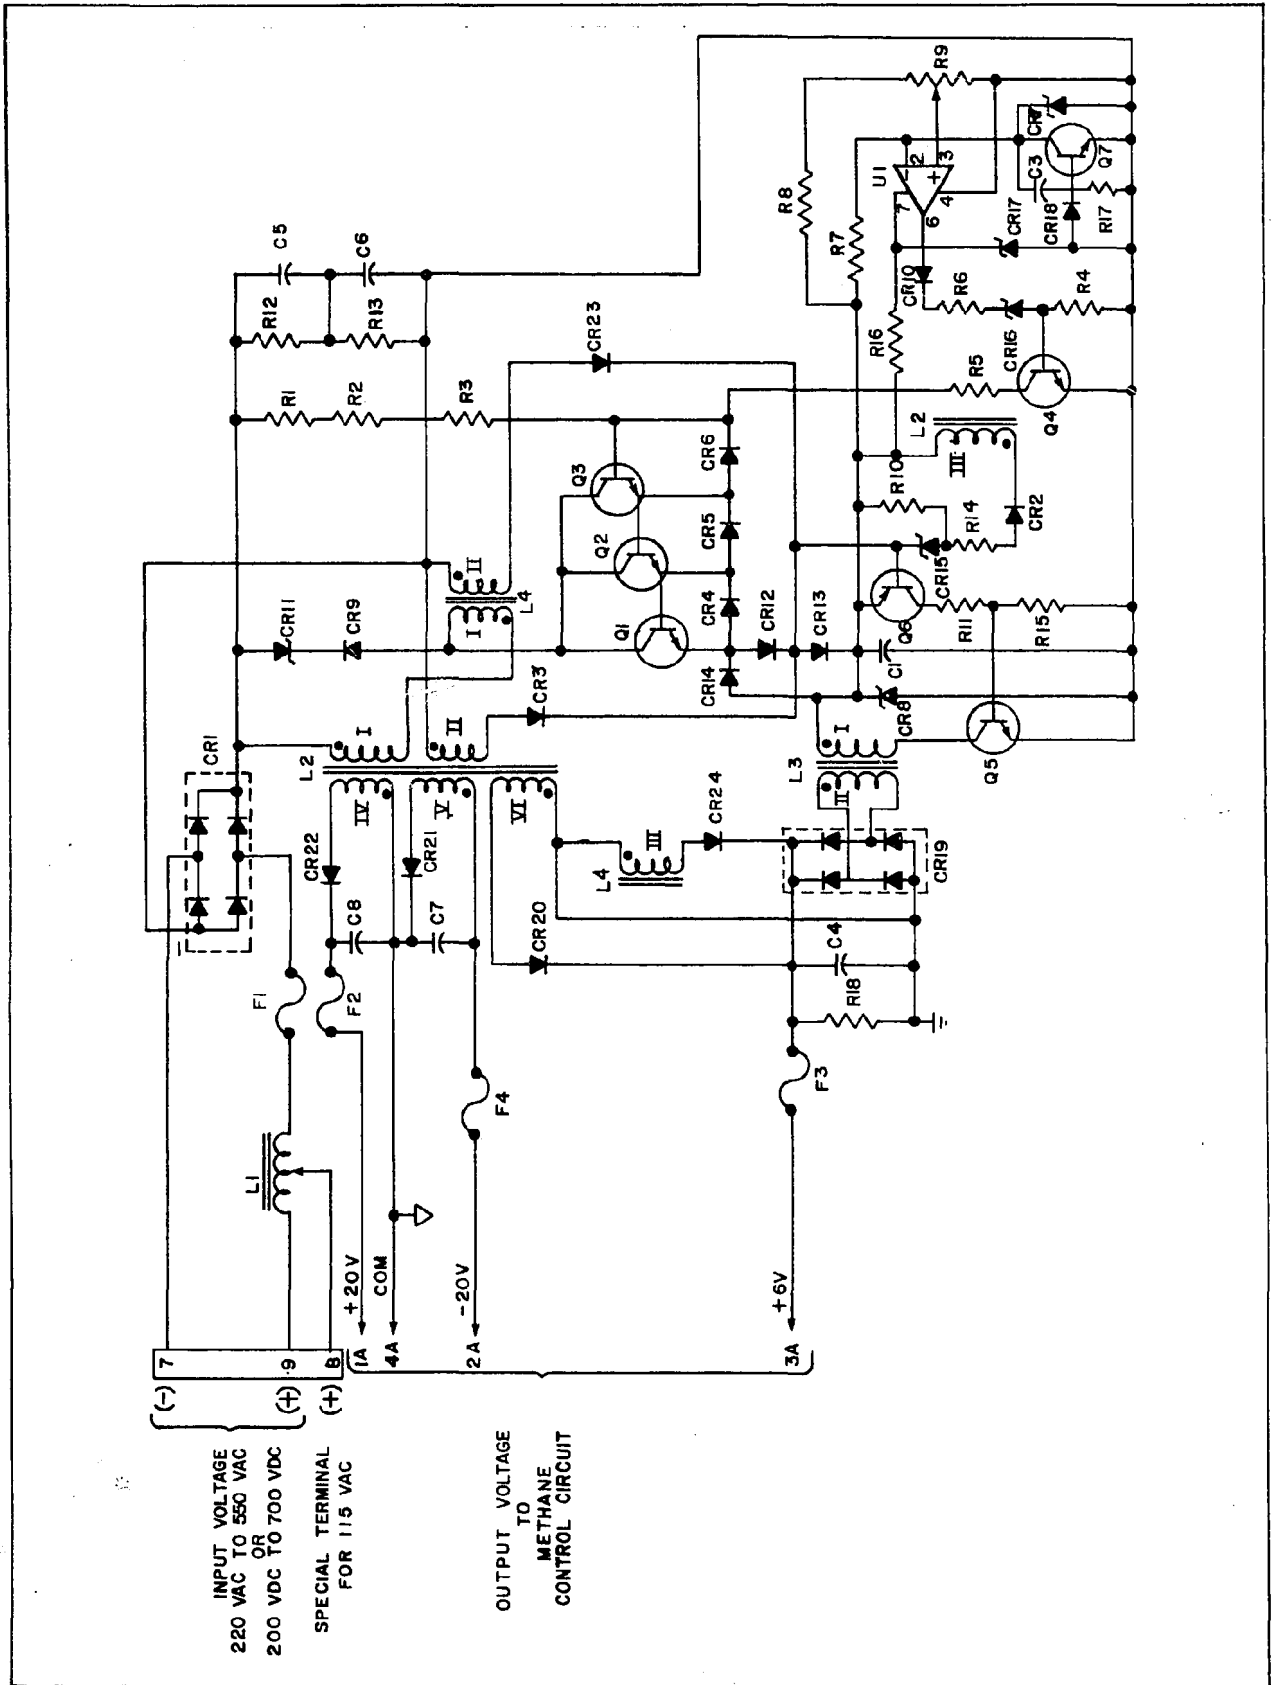 INPUT VOLTAGE
220 VAC TO 550 VAC
OR
200 VDC TO 700 VDC
SPECIAL TERMINAL
FOR 115 VAC
OUTPUT VOLTAGE
TO
METHANE
CONTROL CIRCUIT
(-)
(+)
(+)
7
9
8
1A
4A
2A
3A
+20V
COM
-20V
+6V
L1
F1
F2
F4
F3
CR1
CR22
C8
CR21
C7
CR20
R18
C4
CR19
L2
I
II
IV
V
VI
L4
III
CR24
L3
I
II
CR3
CR11
CR9
I
II
L4
Q1
Q2
Q3
CR14
CR4
CR5
CR6
CR12
CR13
R1
R2
R3
R12
R13
C5
C6
CR23
CR8
C1
Q6
Q5
R11
R15
CR15
R10
R14
CR2
III
L2
R5
Q4
R16
CR10
R6
CR16
R4
R7
R8
R9
U1
2
3
4
6
7
CR17
CR18
C3
R17
Q7